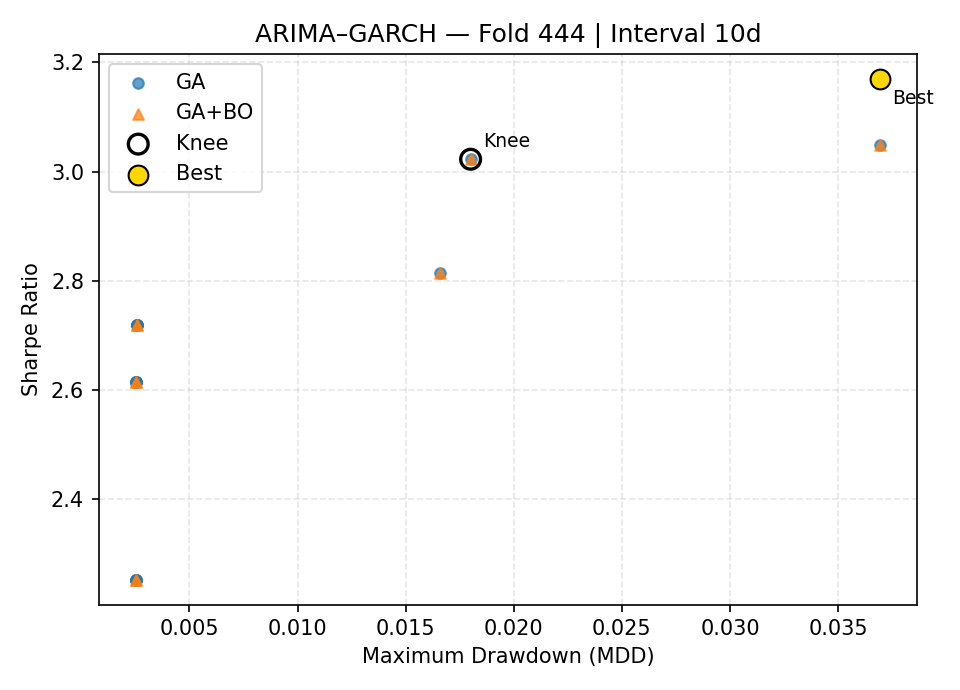 ARIMA–GARCH — Fold 444 | Interval 10d
GA
GA+BO
Knee
Best
Best
Knee
3.2
3.0
2.8
2.6
2.4
Sharpe Ratio
0.005
0.010
0.015
0.020
0.025
0.030
0.035
Maximum Drawdown (MDD)